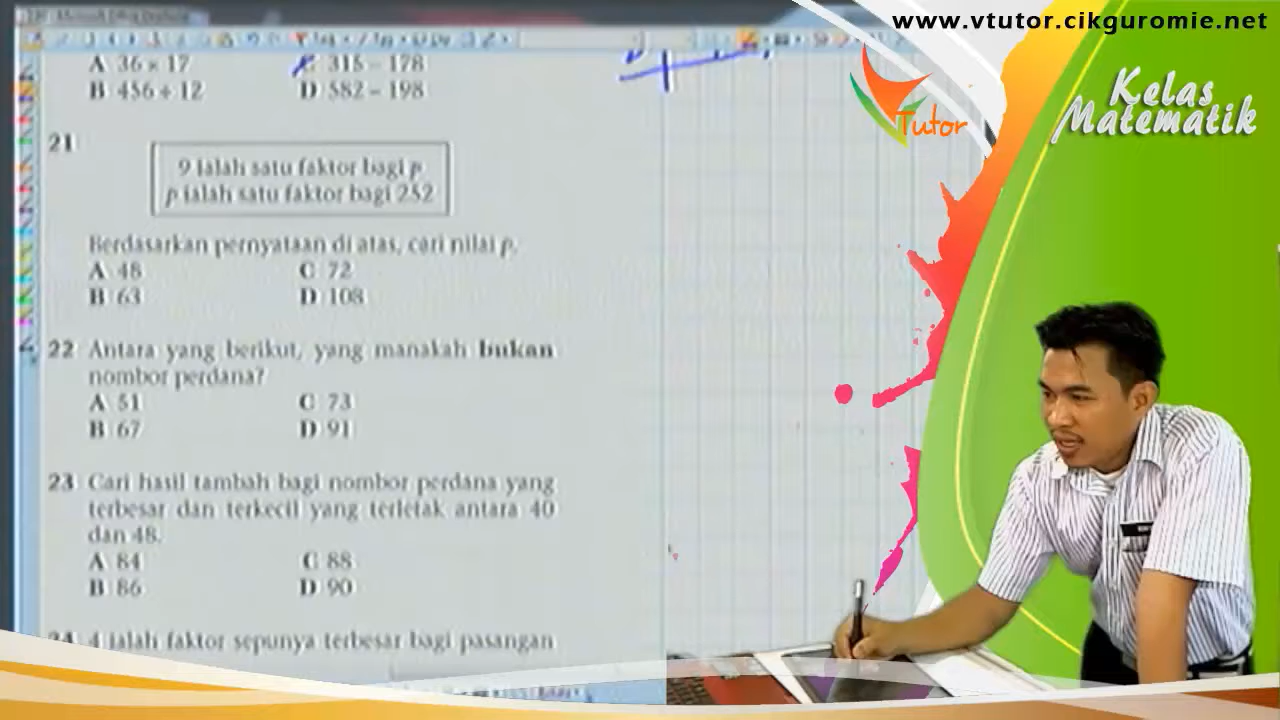 www.vtutor.cikguromie.net
Kelas
Matematik
Tutor
A 36 × 17 C 315 – 178
B 456 ÷ 12 D 582 – 198
21
9 ialah satu faktor bagi p
p ialah satu faktor bagi 252
Berdasarkan pernyataan di atas, cari nilai p.
A 48 C 72
B 63 D 108
22 Antara yang berikut, yang manakah bukan
nombor perdana?
A 51 C 73
B 67 D 91
23 Cari hasil tambah bagi nombor perdana yang
terbesar dan terkecil yang terletak antara 40
dan 48.
A 84 C 88
B 86 D 90
24 4 ialah faktor sepunya terbesar bagi pasangan